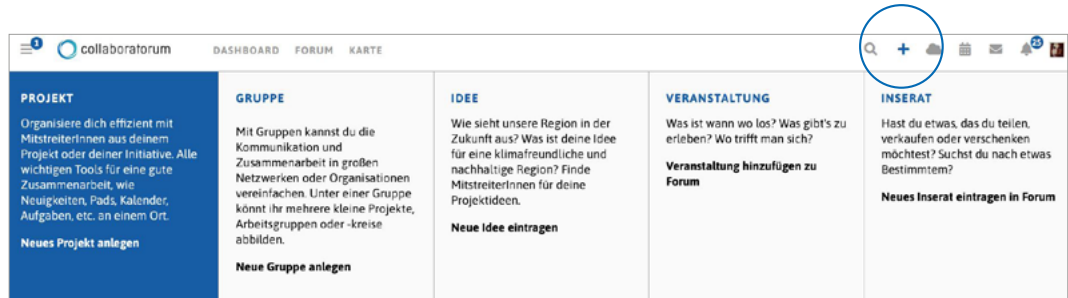 1
collaboratorum
DASHBOARD FORUM KARTE
25
PROJEKT
Organisiere dich effizient mit
MitstreiterInnen aus deinem
Projekt oder deiner Initiative. Alle
wichtigen Tools für eine gute
Zusammenarbeit, wie
Neuigkeiten, Pads, Kalender,
Aufgaben, etc. an einem Ort.
Neues Projekt anlegen
GRUPPE
Mit Gruppen kannst du die
Kommunikation und
Zusammenarbeit in großen
Netzwerken oder Organisationen
vereinfachen. Unter einer Gruppe
könnt ihr mehrere kleine Projekte,
Arbeitsgruppen oder -kreise
abbilden.
Neue Gruppe anlegen
IDEE
Wie sieht unsere Region in der
Zukunft aus? Was ist deine Idee
für eine klimafreundliche und
nachhaltige Region? Finde
MitstreiterInnen für deine
Projektideen.
Neue Idee eintragen
VERANSTALTUNG
Was ist wann wo los? Was gibt's zu
erleben? Wo trifft man sich?
Veranstaltung hinzufügen zu
Forum
INSERAT
Hast du etwas, das du teilen,
verkaufen oder verschenken
möchtest? Suchst du nach etwas
Bestimmtem?
Neues Inserat eintragen in Forum